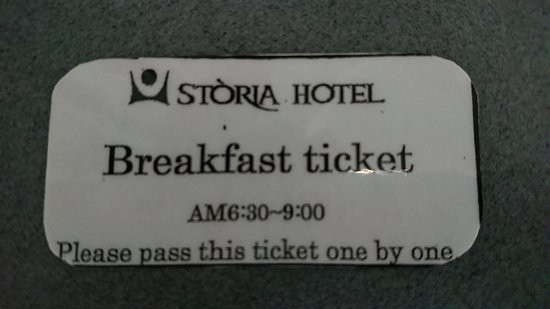 STÒRIA HOTEL
Breakfast ticket
AM6:30~9:00
Please pass this ticket one by one